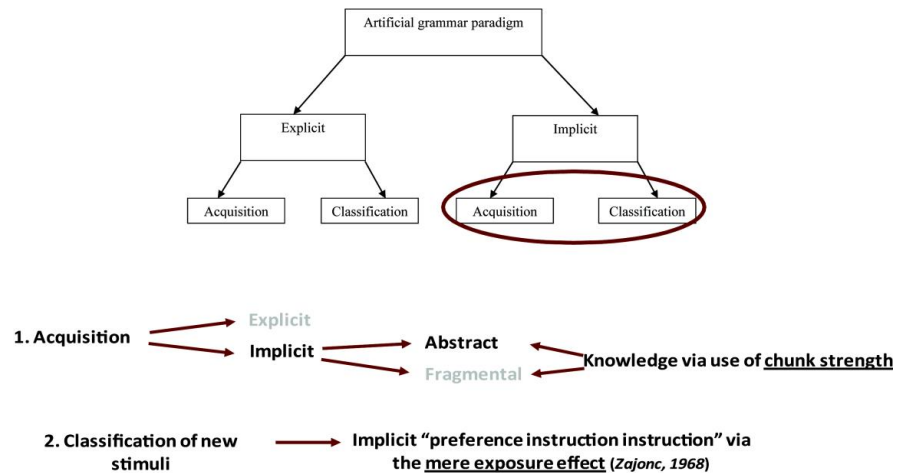 Artificial grammar paradigm
Explicit
Implicit
Acquisition
Classification
Acquisition
Classification
Explicit
1. Acquisition
Implicit
Abstract
Knowledge via use of chunk strength
Fragmental
2. Classification of new
stimuli
Implicit “preference instruction instruction” via
the mere exposure effect (Zajonc, 1968)